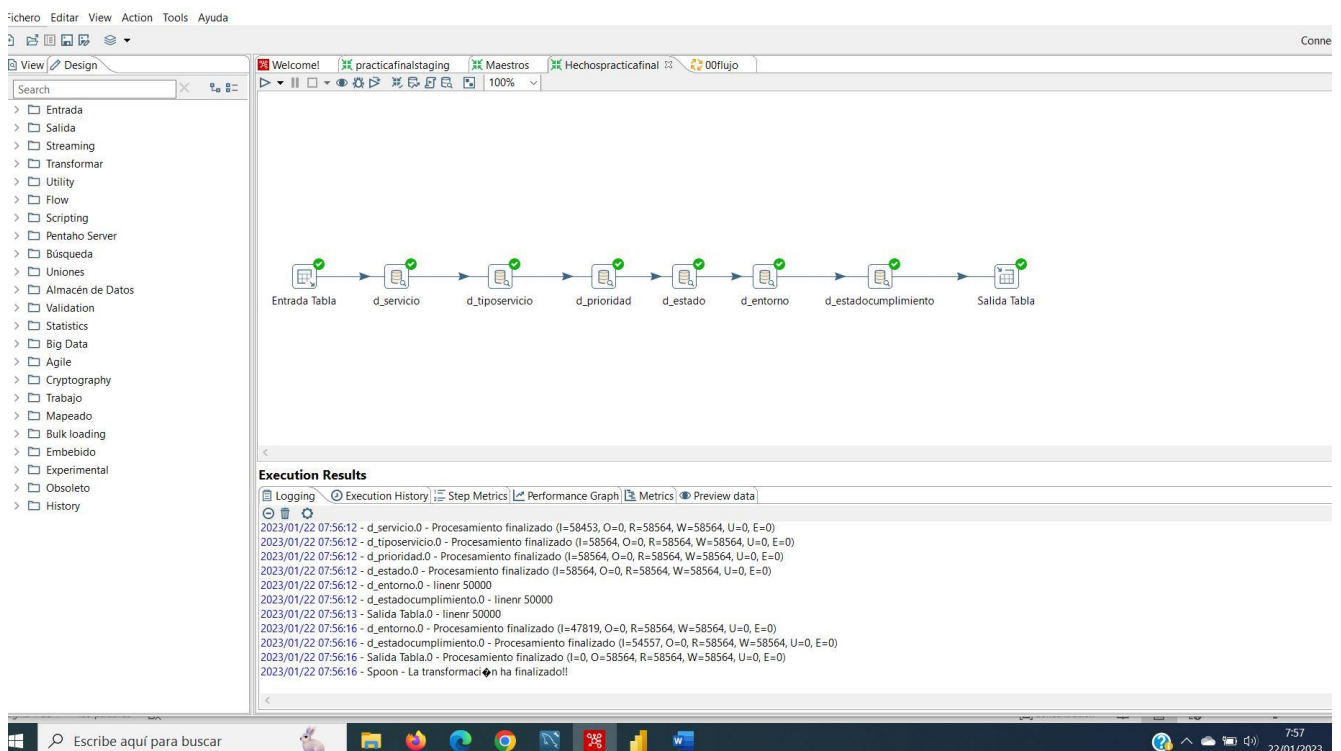 Fichero Editar View Action Tools Ayuda
Conne
View Design
Welcome! practicafinalstaging Maestros Hechospracticafinal 00flujo
Search
100%
Entrada
Salida
Streaming
Transformar
Utility
Flow
Scripting
Pentaho Server
Búsqueda
Uniones
Almacén de Datos
Validation
Statistics
Big Data
Agile
Cryptography
Trabajo
Mapeado
Bulk loading
Embebido
Experimental
Obsoleto
History
Entrada Tabla d_servicio d_tiposervicio d_prioridad d_estado d_entorno d_estadocumplimiento Salida Tabla
Execution Results
Logging Execution History Step Metrics Performance Graph Metrics Preview data
2023/01/22 07:56:12 - d_servicio.0 - Procesamiento finalizado (I=58453, O=0, R=58564, W=58564, U=0, E=0)
2023/01/22 07:56:12 - d_tiposervicio.0 - Procesamiento finalizado (I=58564, O=0, R=58564, W=58564, U=0, E=0)
2023/01/22 07:56:12 - d_prioridad.0 - Procesamiento finalizado (I=58564, O=0, R=58564, W=58564, U=0, E=0)
2023/01/22 07:56:12 - d_estado.0 - Procesamiento finalizado (I=58564, O=0, R=58564, W=58564, U=0, E=0)
2023/01/22 07:56:12 - d_entorno.0 - linenr 50000
2023/01/22 07:56:12 - d_estadocumplimiento.0 - linenr 50000
2023/01/22 07:56:13 - Salida Tabla.0 - linenr 50000
2023/01/22 07:56:16 - d_entorno.0 - Procesamiento finalizado (I=47819, O=0, R=58564, W=58564, U=0, E=0)
2023/01/22 07:56:16 - d_estadocumplimiento.0 - Procesamiento finalizado (I=54557, O=0, R=58564, W=58564, U=0, E=0)
2023/01/22 07:56:16 - Salida Tabla.0 - Procesamiento finalizado (I=0, O=58564, R=58564, W=58564, U=0, E=0)
2023/01/22 07:56:16 - Spoon - La transformaci�n ha finalizado!!
Escribe aquí para buscar
7:57
22/01/2023